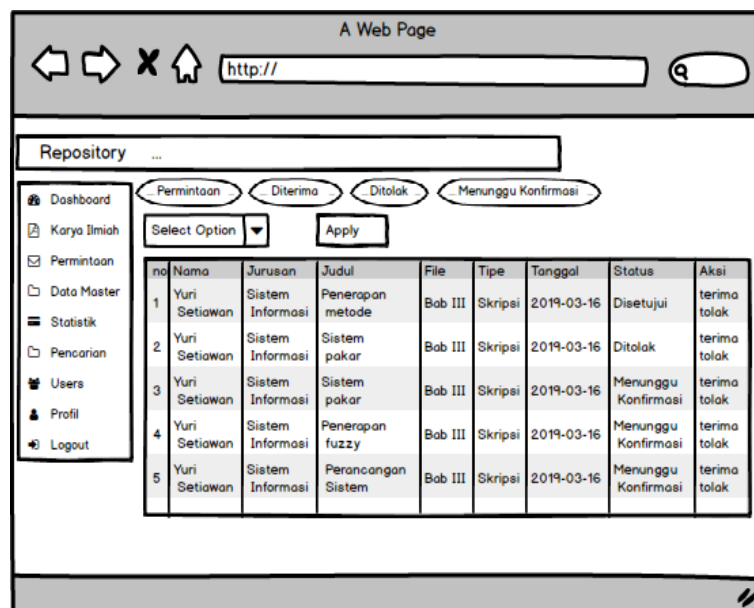 A Web Page
http://
Repository ...
Dashboard
Karya Ilmiah
Permintaan
Data Master
Statistik
Pencarian
Users
Profil
Logout
Permintaan Diterima Ditolak Menunggu Konfirmasi
Select Option Apply
no Nama Jurusan Judul File Tipe Tanggal Status Aksi
1 Yuri Setiawan Sistem Informasi Penerapan metode Bab III Skripsi 2019-03-16 Disetujui terima tolak
2 Yuri Setiawan Sistem Informasi Sistem pakar Bab III Skripsi 2019-03-16 Ditolak terima tolak
3 Yuri Setiawan Sistem Informasi Sistem pakar Bab III Skripsi 2019-03-16 Menunggu Konfirmasi terima tolak
4 Yuri Setiawan Sistem Informasi Penerapan fuzzy Bab III Skripsi 2019-03-16 Menunggu Konfirmasi terima tolak
5 Yuri Setiawan Sistem Informasi Perancangan Sistem Bab III Skripsi 2019-03-16 Menunggu Konfirmasi terima tolak